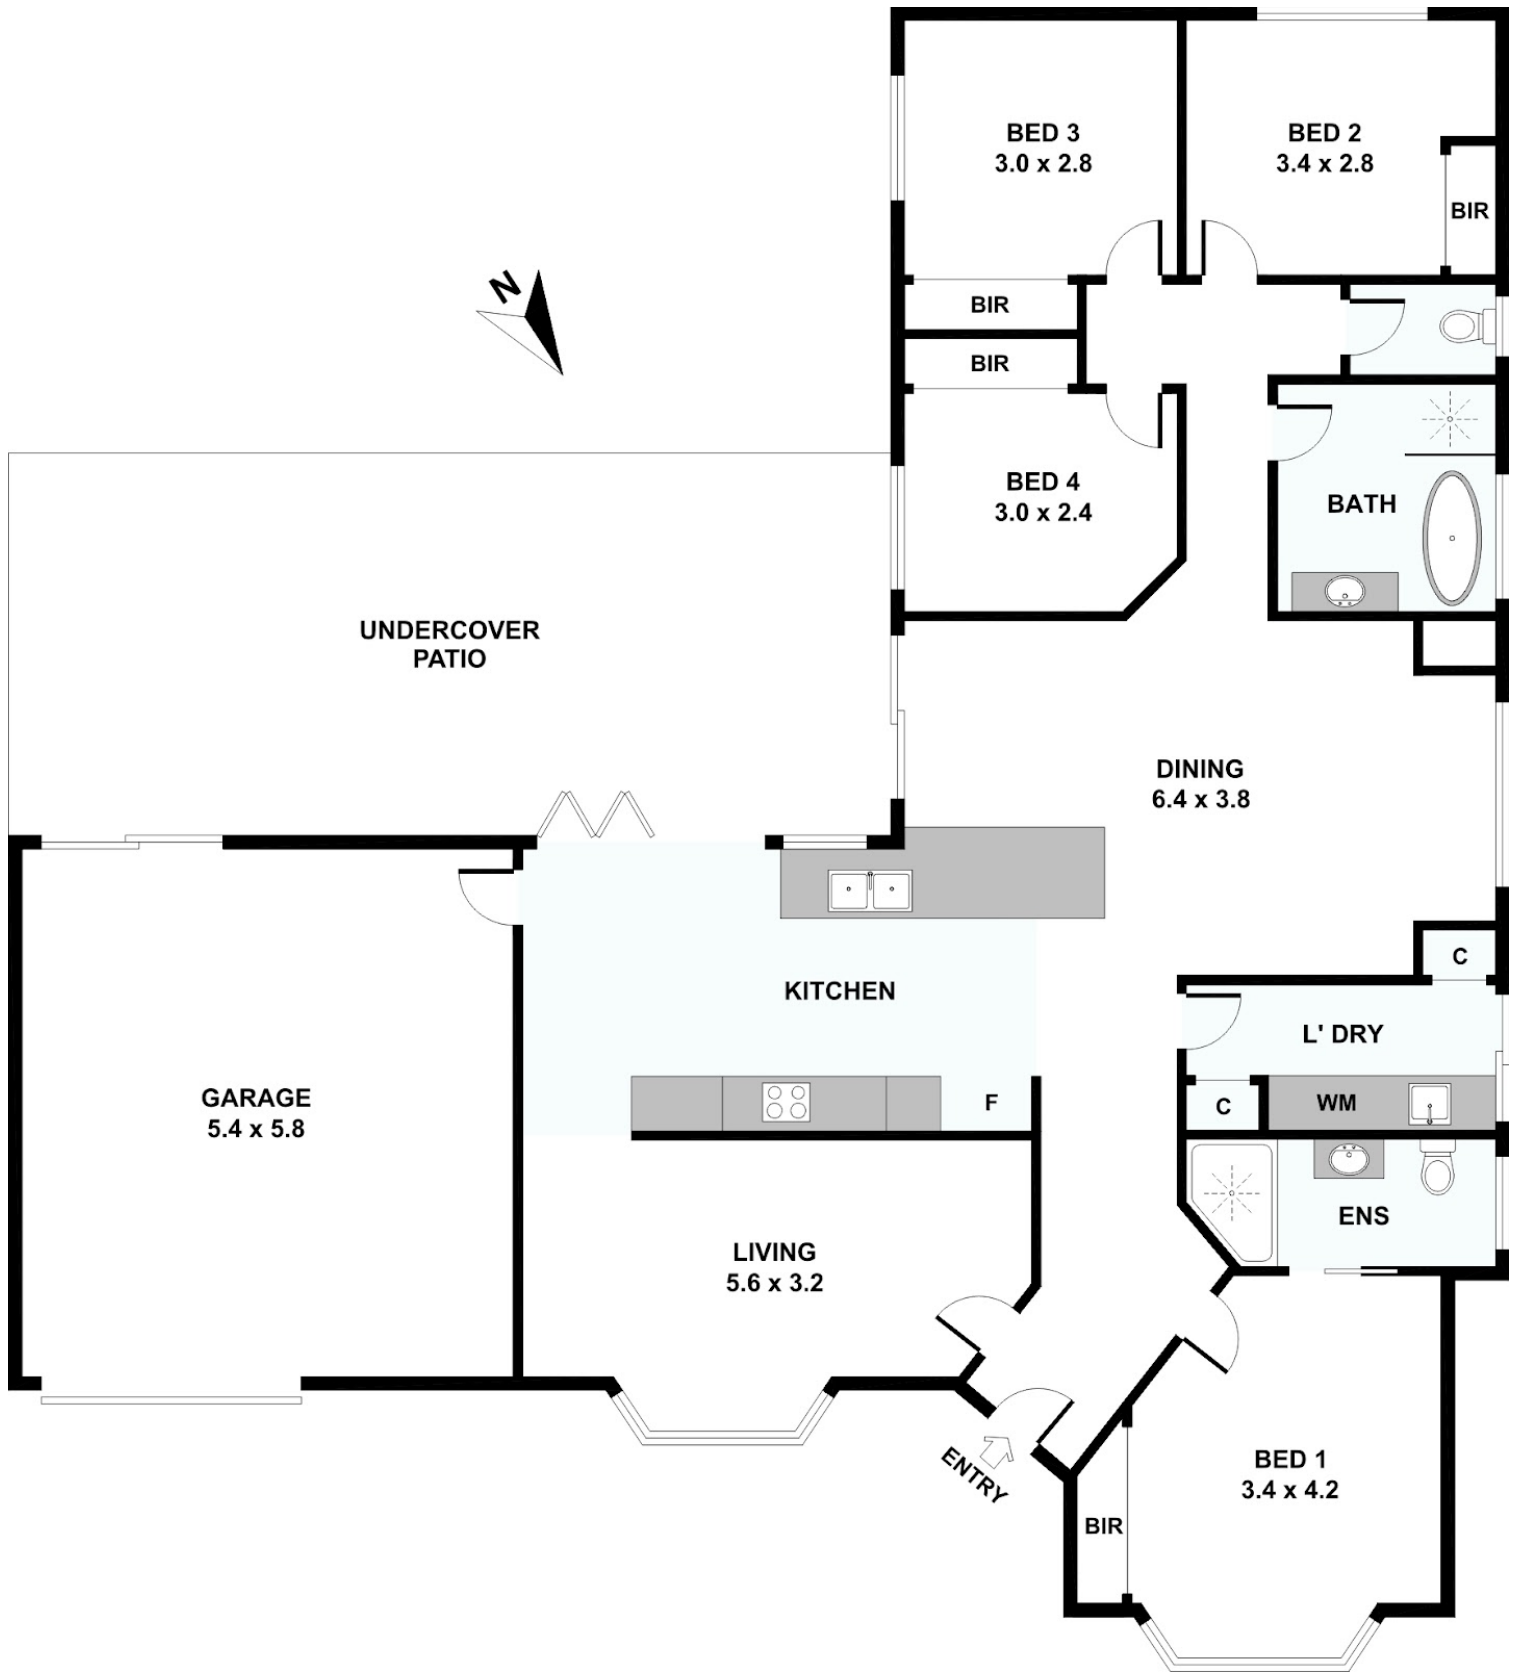 BED 3
3.0 x 2.8
BED 2
3.4 x 2.8
BIR
N
BIR
BIR
BED 4
3.0 x 2.4
BATH
UNDERCOVER
PATIO
DINING
6.4 x 3.8
C
KITCHEN
L' DRY
GARAGE
5.4 x 5.8
F
C
WM
ENS
LIVING
5.6 x 3.2
ENTRY
BED 1
3.4 x 4.2
BIR